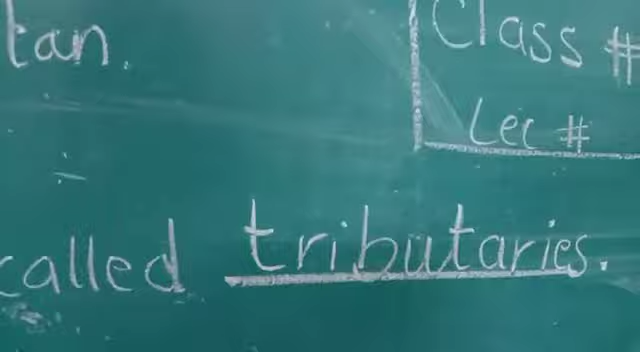 tan.
Class #
Lec #
called tributaries.